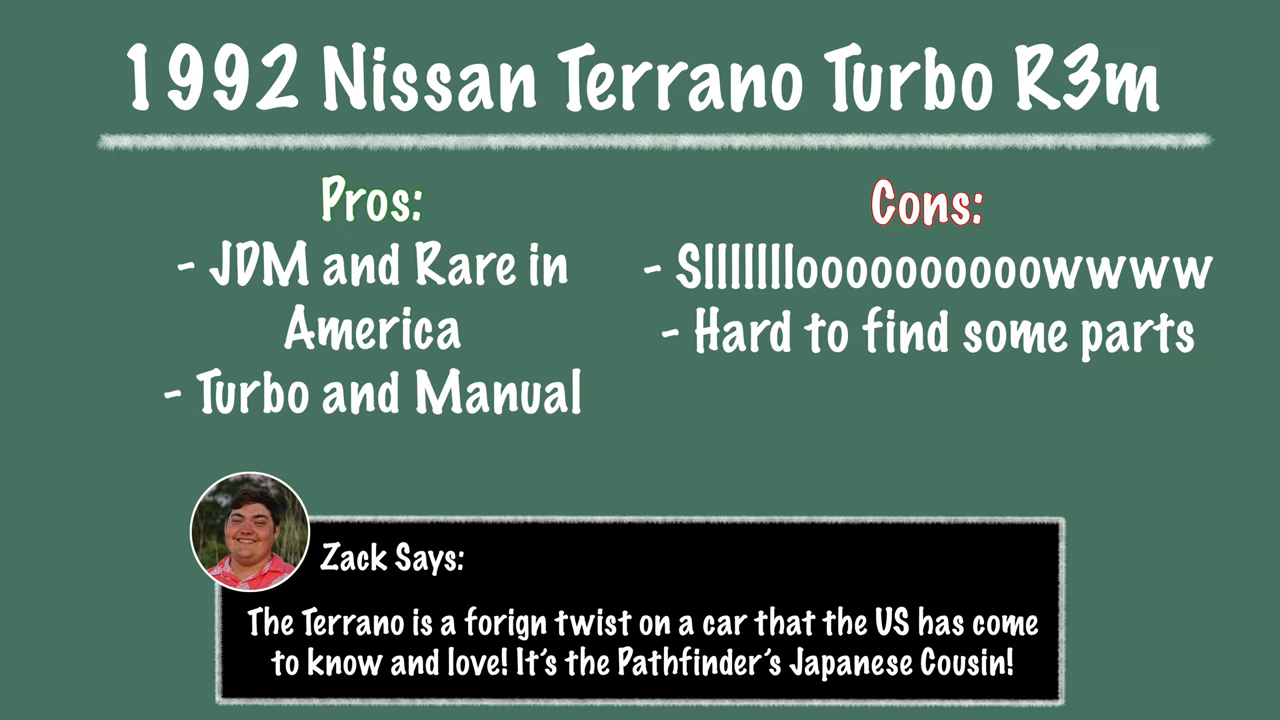 1992 Nissan Terrano Turbo R3m
Pros:
- JDM and Rare in
America
- Turbo and Manual
Cons:
- Sllllllloooooooooowwww
- Hard to find some parts
Zack Says:
The Terrano is a forign twist on a car that the US has come
to know and love! It's the Pathfinder's Japanese Cousin!